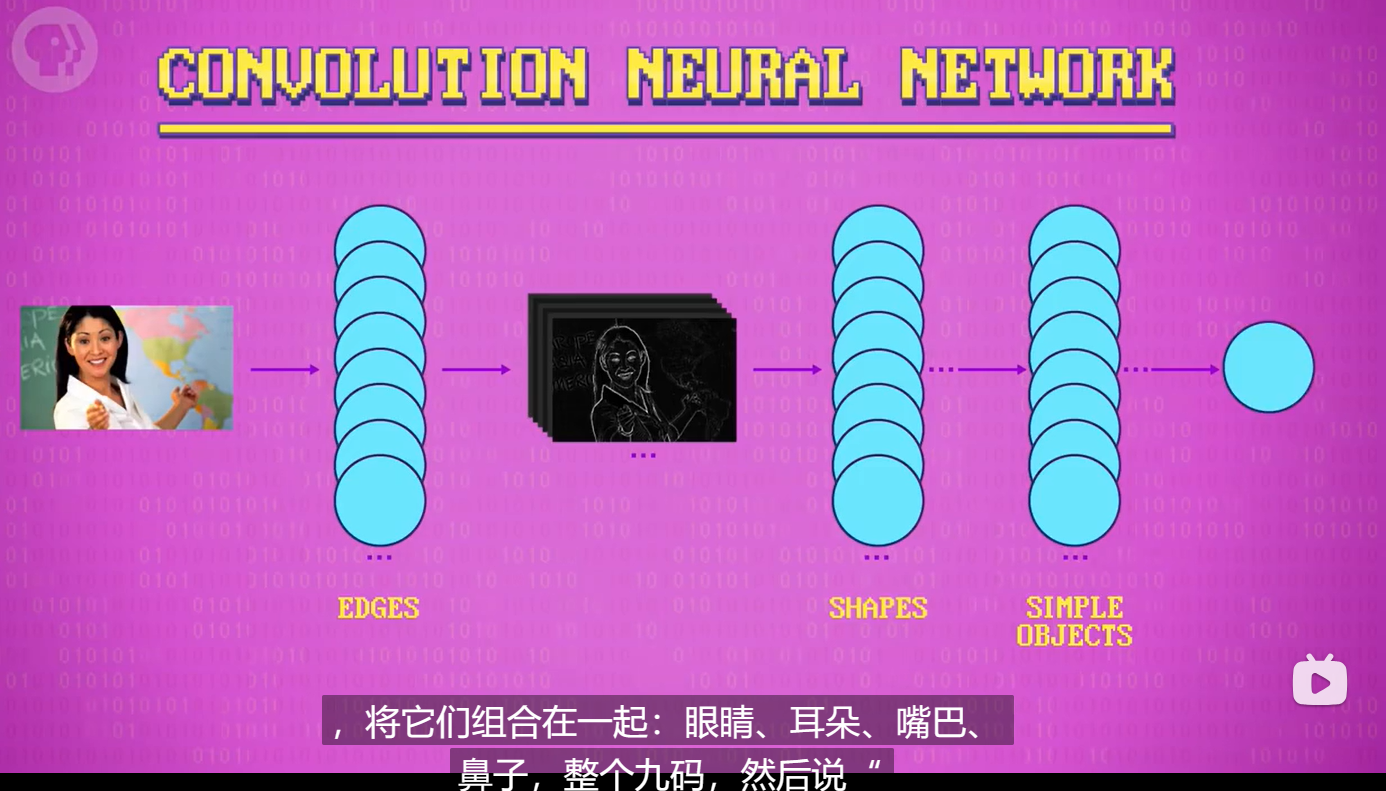 CONVOLUTION NEURAL NETWORK
EDGES
SHAPES
SIMPLE
OBJECTS
，将它们组合在一起：眼睛、耳朵、嘴巴、
鼻子，整个九码，然后说“